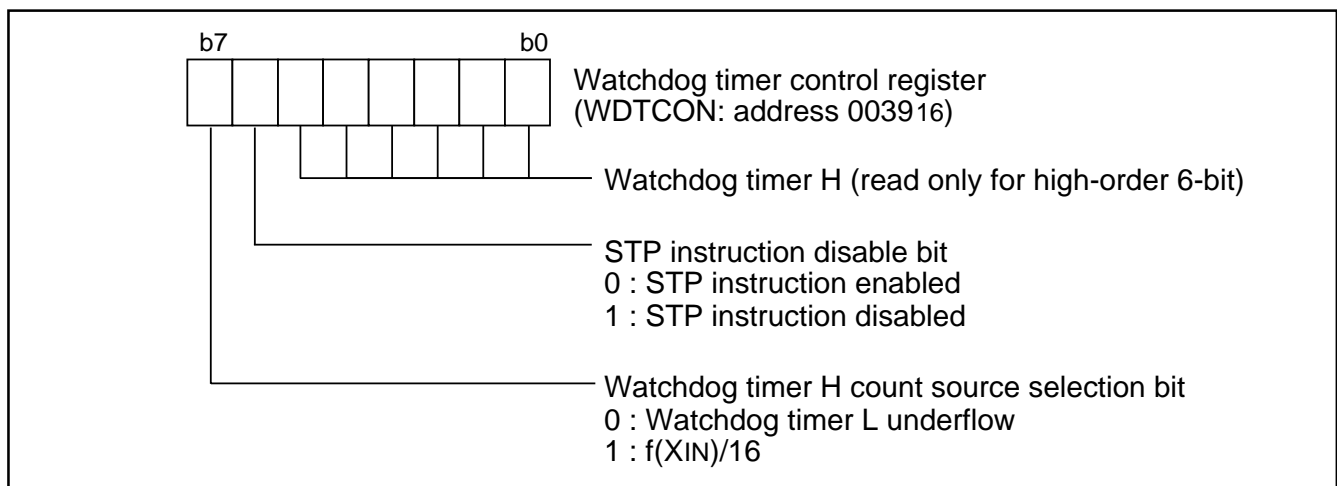 b7 b0
Watchdog timer control register
(WDTCON: address 003916)
Watchdog timer H (read only for high-order 6-bit)
STP instruction disable bit
0 : STP instruction enabled
1 : STP instruction disabled
Watchdog timer H count source selection bit
0 : Watchdog timer L underflow
1 : f(XIN)/16